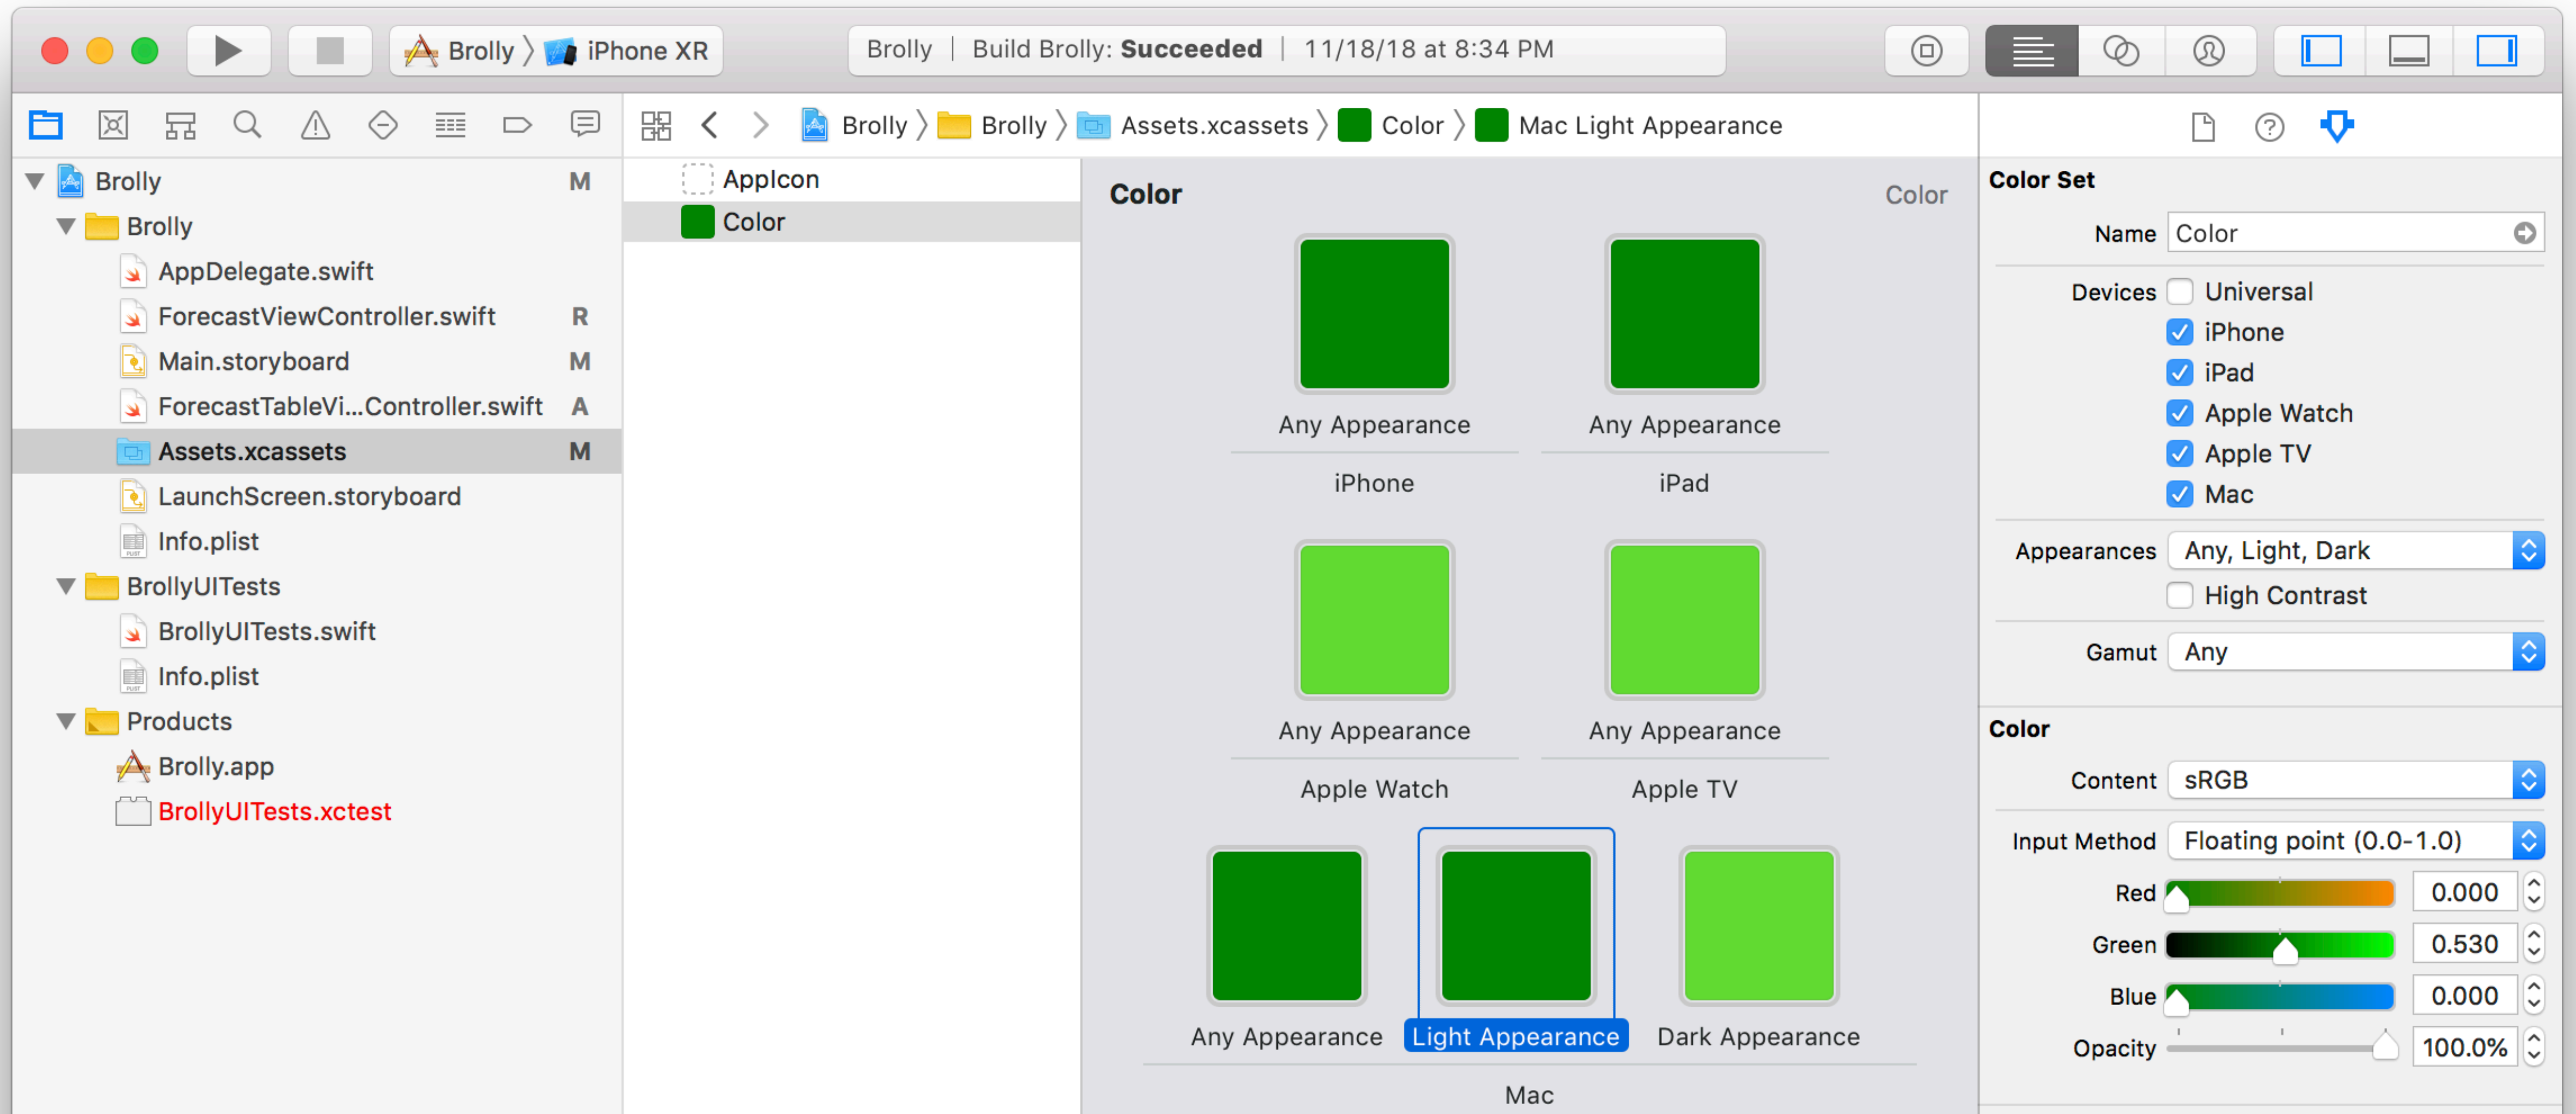 Brolly iPhone XR
Brolly | Build Brolly: Succeeded | 11/18/18 at 8:34 PM
Brolly Brolly Assets.xcassets Color Mac Light Appearance
Brolly M
Brolly
AppDelegate.swift
ForecastViewController.swift R
Main.storyboard M
ForecastTableVi...Controller.swift A
Assets.xcassets M
LaunchScreen.storyboard
Info.plist
BrollyUITests
BrollyUITests.swift
Info.plist
Products
Brolly.app
BrollyUITests.xctest
AppIcon
Color
Color Color
Any Appearance Any Appearance
iPhone iPad
Any Appearance Any Appearance
Apple Watch Apple TV
Any Appearance Light Appearance Dark Appearance
Mac
Color Set
Name Color
Devices Universal
iPhone
iPad
Apple Watch
Apple TV
Mac
Appearances Any, Light, Dark
High Contrast
Gamut Any
Color
Content sRGB
Input Method Floating point (0.0-1.0)
Red 0.000
Green 0.530
Blue 0.000
Opacity 100.0%